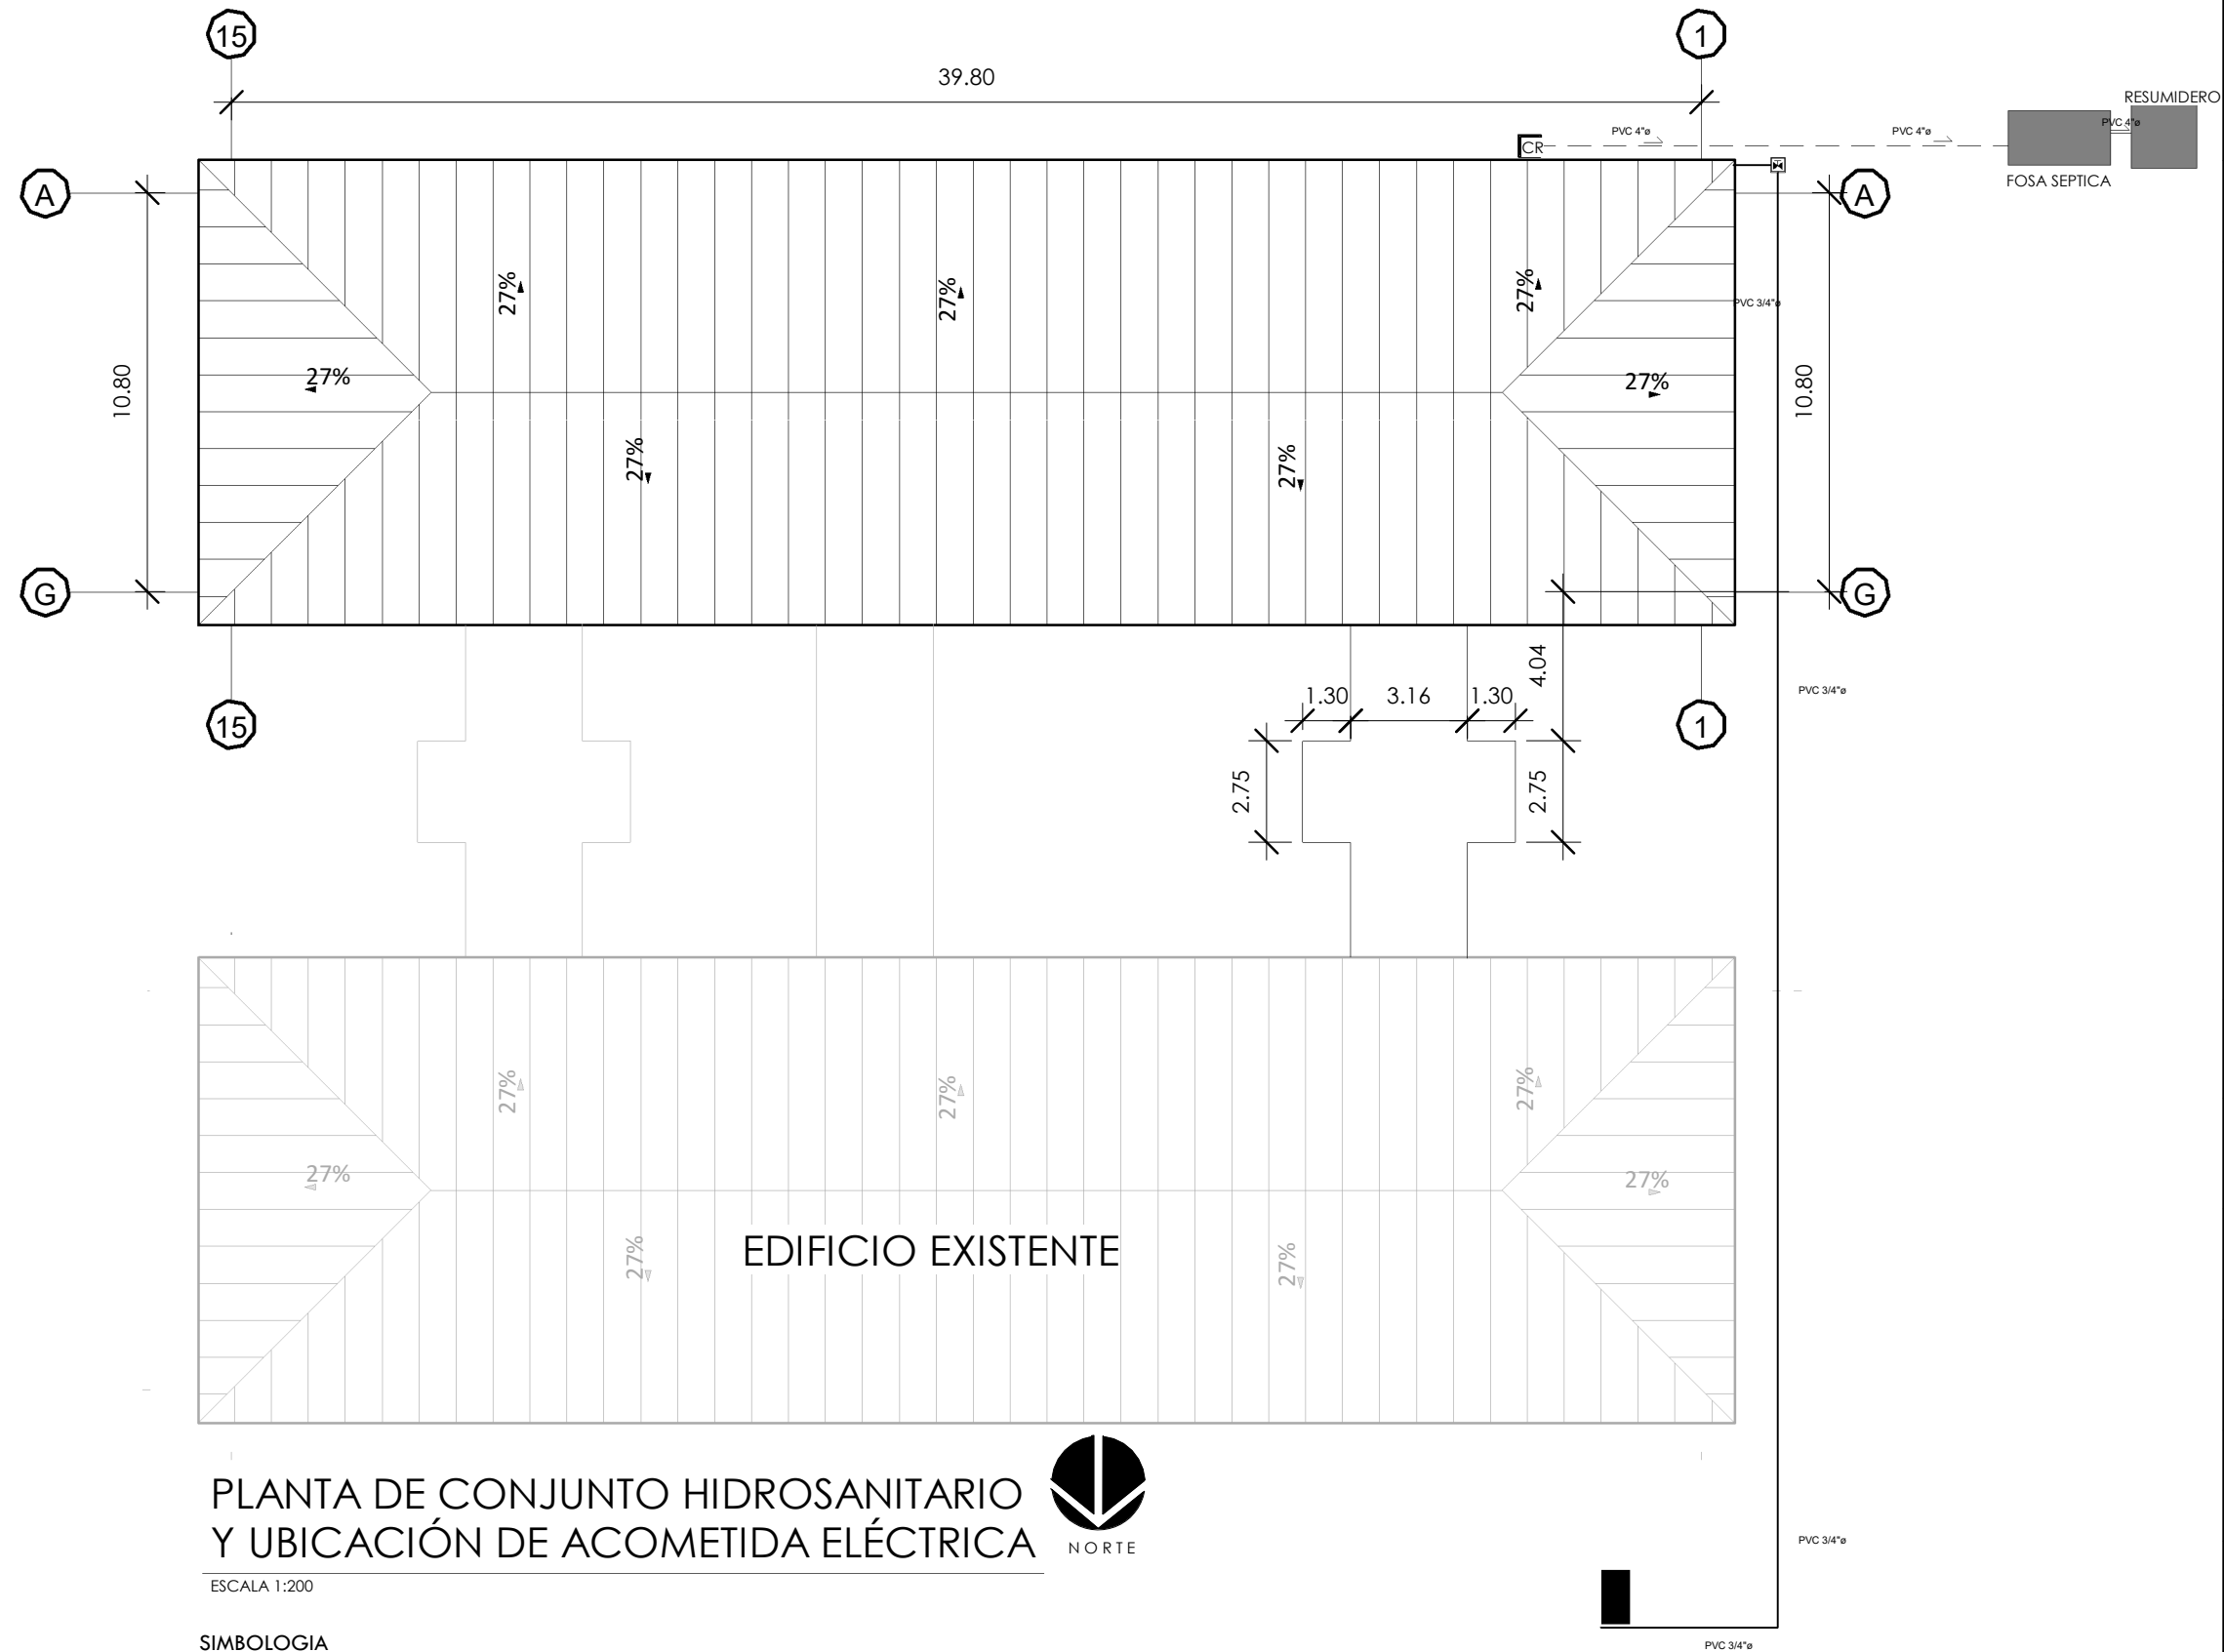 15
1
39.80
RESUMIDERO
PVC 4"ø
PVC 4"ø
PVC 4"ø
CR
FOSA SEPTICA
A
A
27%
27%
27%
PVC 3/4"ø
10.80
27%
27%
10.80
27%
27%
G
G
4.04
1.30
3.16
1.30
PVC 3/4"ø
15
1
2.75
2.75
27%
27%
27%
27%
27%
EDIFICIO EXISTENTE
27%
27%
PLANTA DE CONJUNTO HIDROSANITARIO
Y UBICACIÓN DE ACOMETIDA ELÉCTRICA
NORTE
PVC 3/4"ø
ESCALA 1:200
SIMBOLOGIA
PVC 3/4"ø